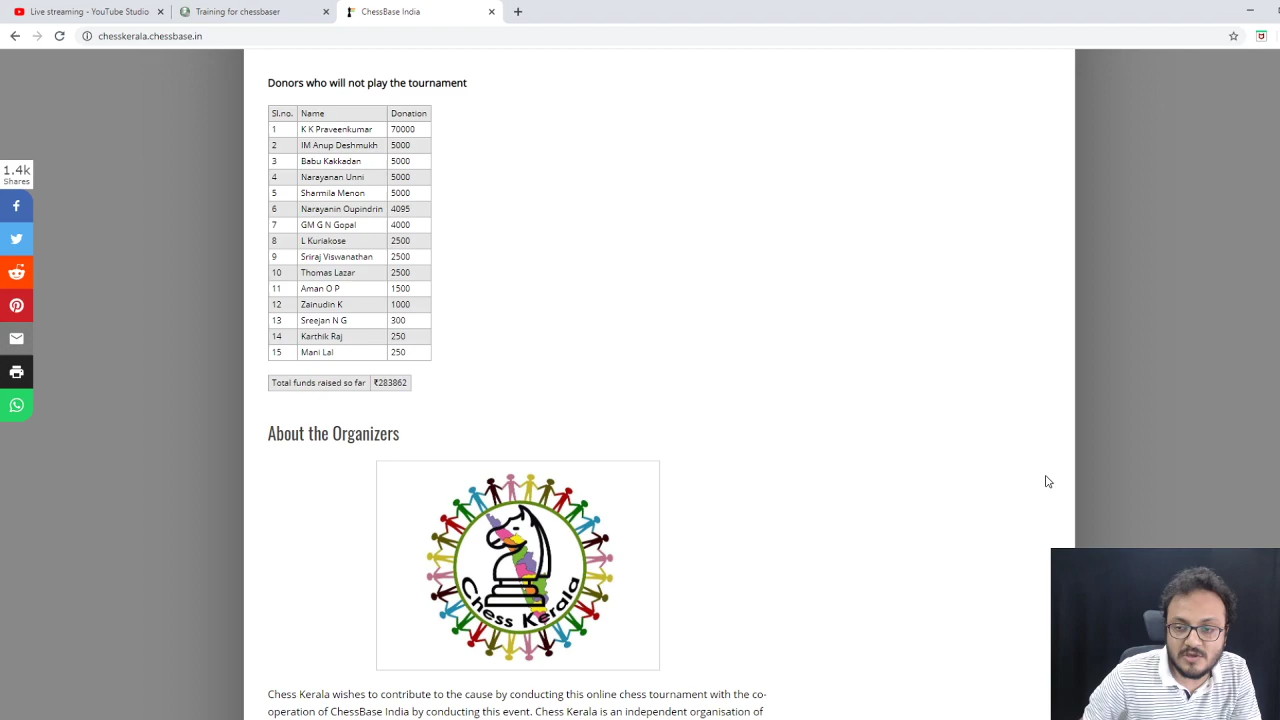 Live streaming - YouTube Studio
Training for chessbaser
ChessBase India
chesskerala.chessbase.in
Donors who will not play the tournament
Sl.no. Name Donation
1 K K Praveenkumar 70000
2 IM Anup Deshmukh 5000
3 Babu Kakkadan 5000
4 Narayanan Unni 5000
5 Sharmila Menon 5000
6 Narayanin Oupindrin 4095
7 GM G N Gopal 4000
8 L Kuriakose 2500
9 Sriraj Viswanathan 2500
10 Thomas Lazar 2500
11 Aman O P 1500
12 Zainudin K 1000
13 Sreejan N G 300
14 Karthik Raj 250
15 Mani Lal 250
Total funds raised so far ₹283862
1.4k
Shares
About the Organizers
Chess Kerala
Chess Kerala wishes to contribute to the cause by conducting this online chess tournament with the co-
operation of ChessBase India by conducting this event. Chess Kerala is an independent organisation of